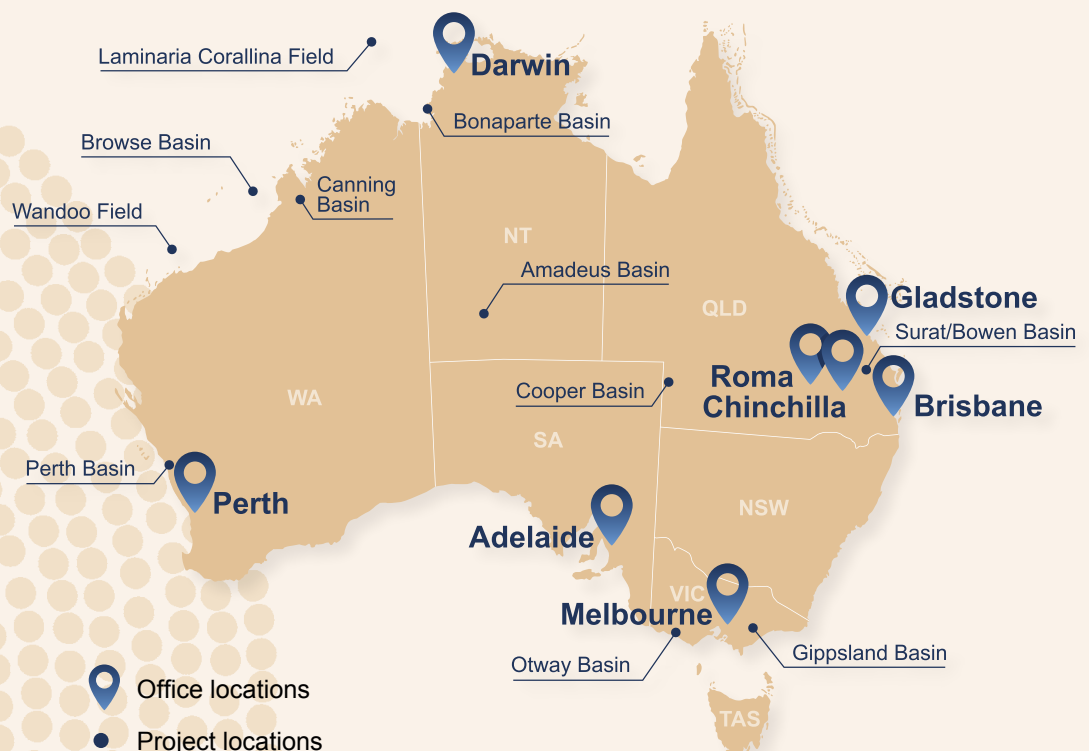 Laminaria Corallina Field
Darwin
Bonaparte Basin
Browse Basin
Canning
Basin
Wandoo Field
NT
Amadeus Basin
QLD
Gladstone
Surat/Bowen Basin
Roma
Chinchilla
Brisbane
Cooper Basin
WA
SA
Perth Basin
Perth
NSW
Adelaide
VIC
Melbourne
Otway Basin
Gippsland Basin
TAS
Office locations
Project locations